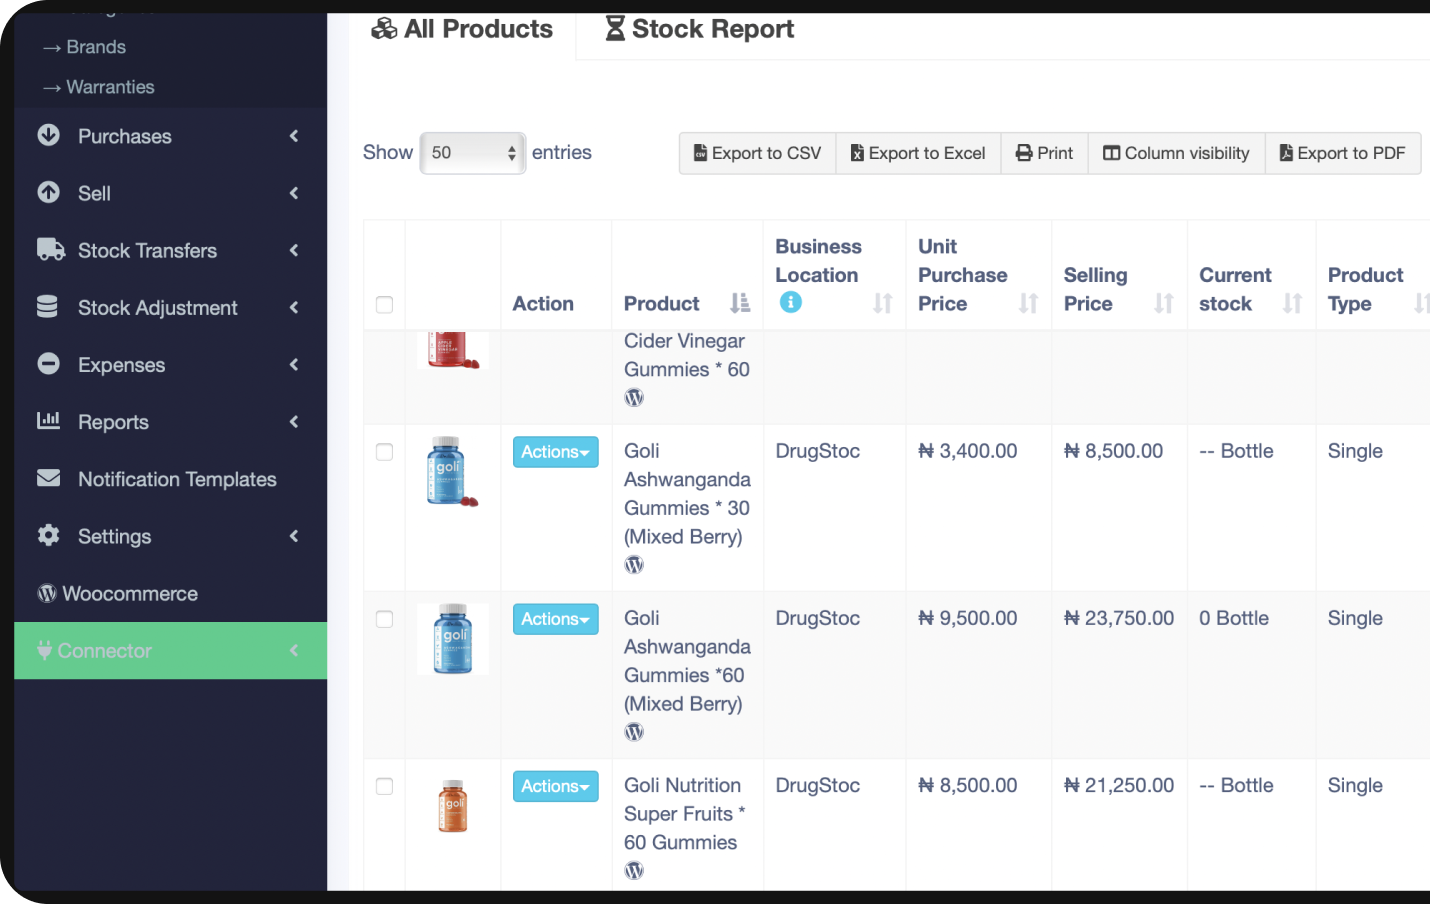 → Brands
→ Warranties
Purchases
Sell
Stock Transfers
Stock Adjustment
Expenses
Reports
Notification Templates
Settings
Woocommerce
Connector
All Products
Stock Report
Show 50 entries
Export to CSV
Export to Excel
Print
Column visibility
Export to PDF
Action
Product
Business
Location
Unit
Purchase
Price
Selling
Price
Current
stock
Product
Type
Cider Vinegar
Gummies * 60
APPLE
CIDER
VINEGAR
goli
Actions
Goli
Ashwanganda
Gummies * 30
(Mixed Berry)
DrugStoc
₦ 3,400.00
₦ 8,500.00
-- Bottle
Single
goli
Actions
Goli
Ashwanganda
Gummies *60
(Mixed Berry)
DrugStoc
₦ 9,500.00
₦ 23,750.00
0 Bottle
Single
goli
Actions
Goli Nutrition
Super Fruits *
60 Gummies
DrugStoc
₦ 8,500.00
₦ 21,250.00
-- Bottle
Single